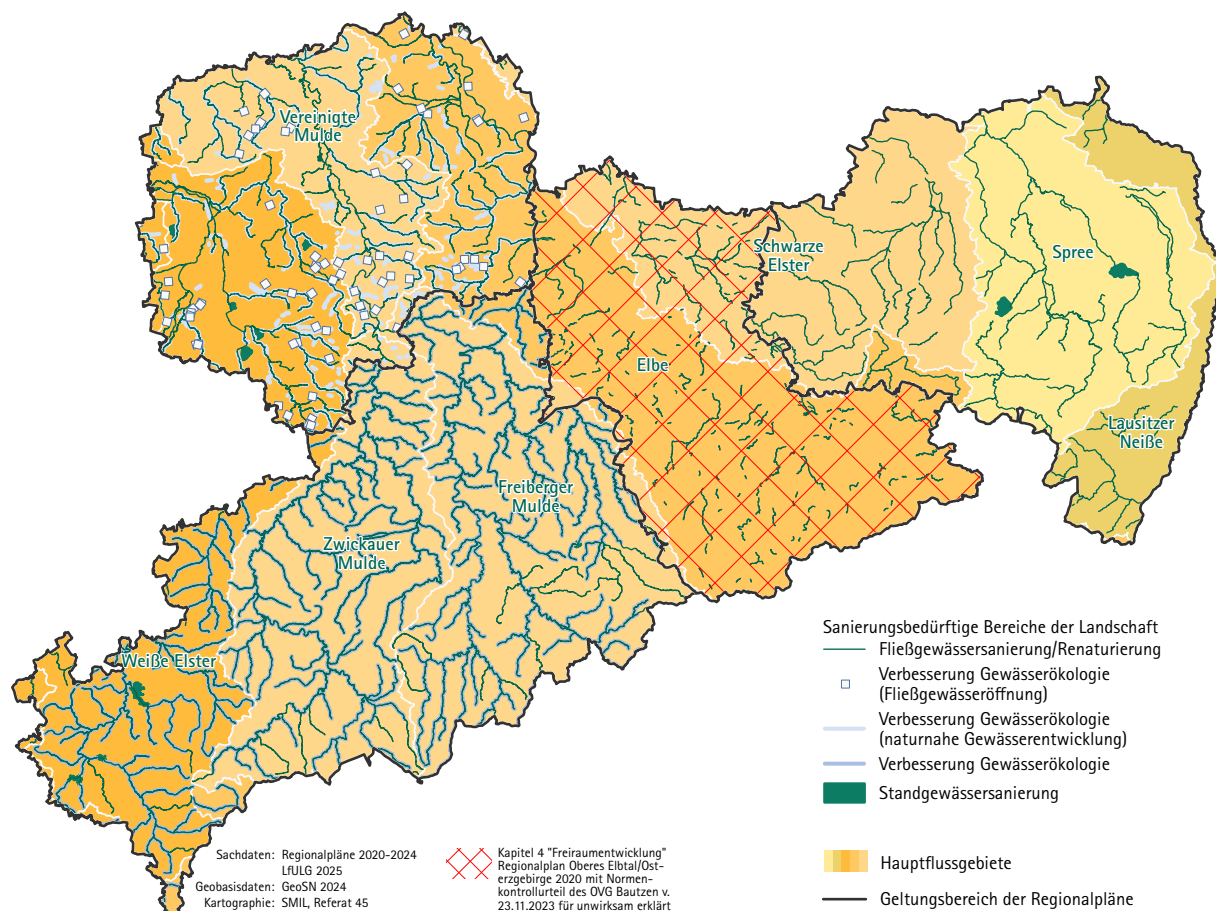 Vereinigte
Mulde
Schwarze
Elster
Spree
Elbe
Lausitzer
Neiße
Freiberger
Mulde
Zwickauer
Mulde
Weiße Elster
Sanierungsbedürftige Bereiche der Landschaft
Fließgewässersanierung/Renaturierung
Verbesserung Gewässerökologie
(Fließgewässeröffnung)
Verbesserung Gewässerökologie
(naturnahe Gewässerentwicklung)
Verbesserung Gewässerökologie
Standgewässersanierung
Hauptflussgebiete
Geltungsbereich der Regionalpläne
Sachdaten: Regionalpläne 2020-2024
LfULG 2025
Geobasisdaten: GeoSN 2024
Kartographie: SMIL, Referat 45
Kapitel 4 "Freiraumentwicklung"
Regionalplan Oberes Elbtal/Ost-
erzgebirge 2020 mit Normen-
kontrollurteil des OVG Bautzen v.
23.11.2023 für unwirksam erklärt